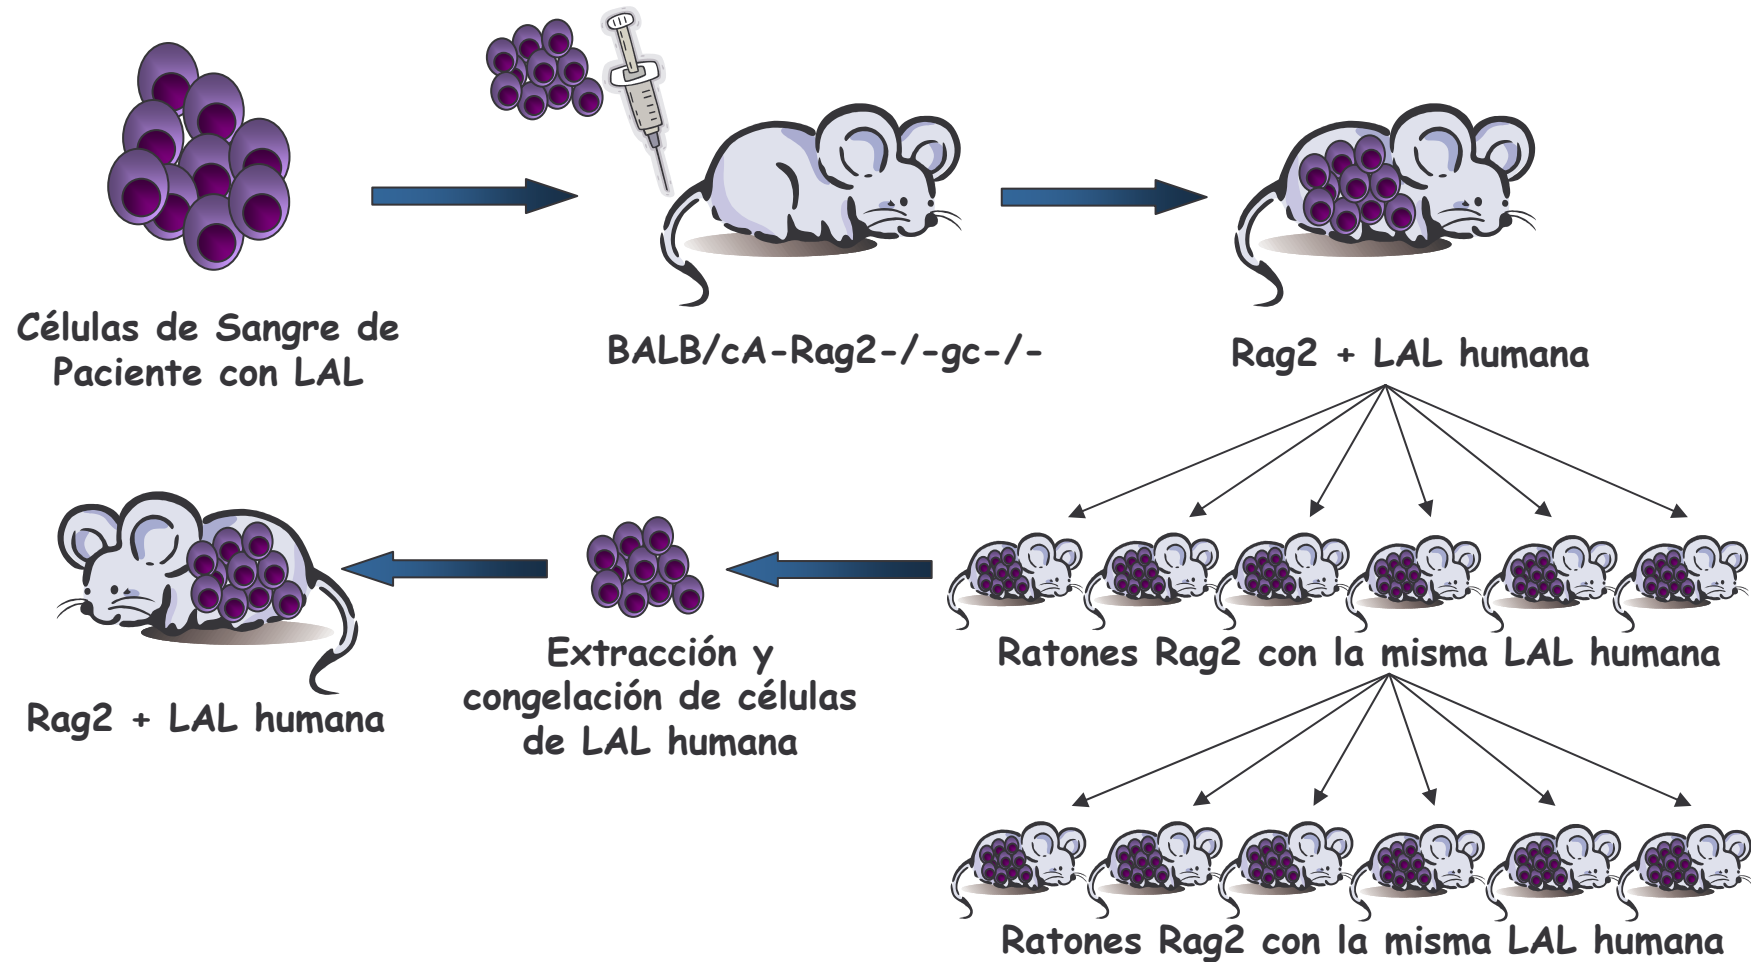 Células de Sangre de
Paciente con LAL
BALB/cA-Rag2-/-gc-/-
Rag2 + LAL humana
Ratones Rag2 con la misma LAL humana
Extracción y
congelación de células
de LAL humana
Rag2 + LAL humana
Ratones Rag2 con la misma LAL humana